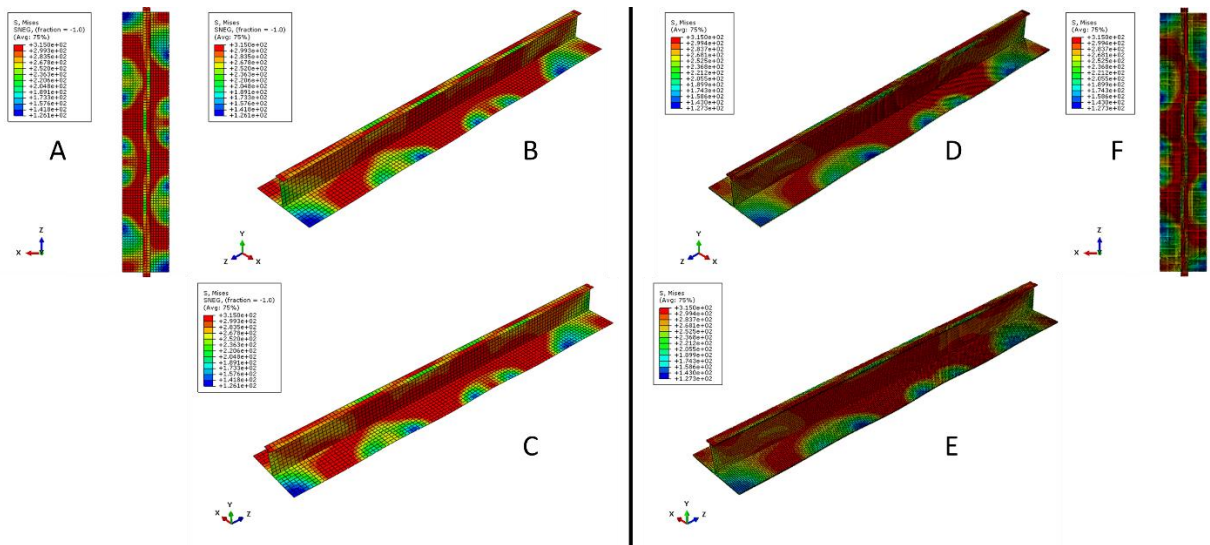 S, Mises
SNEG, (fraction = -1.0)
(Avg: 75%)
+3.150e+02
+2.993e+02
+2.835e+02
+2.678e+02
+2.520e+02
+2.363e+02
+2.206e+02
+2.048e+02
+1.891e+02
+1.733e+02
+1.576e+02
+1.418e+02
+1.261e+02
A
Z
X
S, Mises
SNEG, (fraction = -1.0)
(Avg: 75%)
+3.150e+02
+2.993e+02
+2.835e+02
+2.678e+02
+2.520e+02
+2.363e+02
+2.206e+02
+2.048e+02
+1.891e+02
+1.733e+02
+1.576e+02
+1.418e+02
+1.261e+02
B
Y
Z X
S, Mises
SNEG, (fraction = -1.0)
(Avg: 75%)
+3.150e+02
+2.993e+02
+2.835e+02
+2.678e+02
+2.520e+02
+2.363e+02
+2.206e+02
+2.048e+02
+1.891e+02
+1.733e+02
+1.576e+02
+1.418e+02
+1.261e+02
C
Y
X Z
S, Mises
(Avg: 75%)
+3.150e+02
+2.994e+02
+2.837e+02
+2.681e+02
+2.525e+02
+2.368e+02
+2.212e+02
+2.055e+02
+1.899e+02
+1.743e+02
+1.586e+02
+1.430e+02
+1.273e+02
D
Y
Z X
S, Mises
(Avg: 75%)
+3.150e+02
+2.994e+02
+2.837e+02
+2.681e+02
+2.525e+02
+2.368e+02
+2.212e+02
+2.055e+02
+1.899e+02
+1.743e+02
+1.586e+02
+1.430e+02
+1.273e+02
F
Z
X
S, Mises
(Avg: 75%)
+3.150e+02
+2.994e+02
+2.837e+02
+2.681e+02
+2.525e+02
+2.368e+02
+2.212e+02
+2.055e+02
+1.899e+02
+1.743e+02
+1.586e+02
+1.430e+02
+1.273e+02
E
Y
X Z